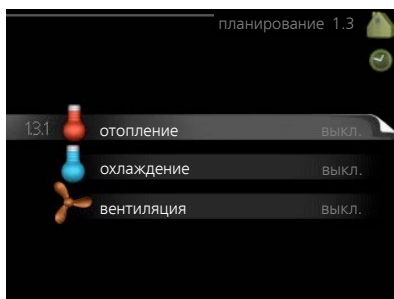 планирование 1.3
1.3.1 отопление выкл.
охлаждение выкл.
вентиляция выкл.